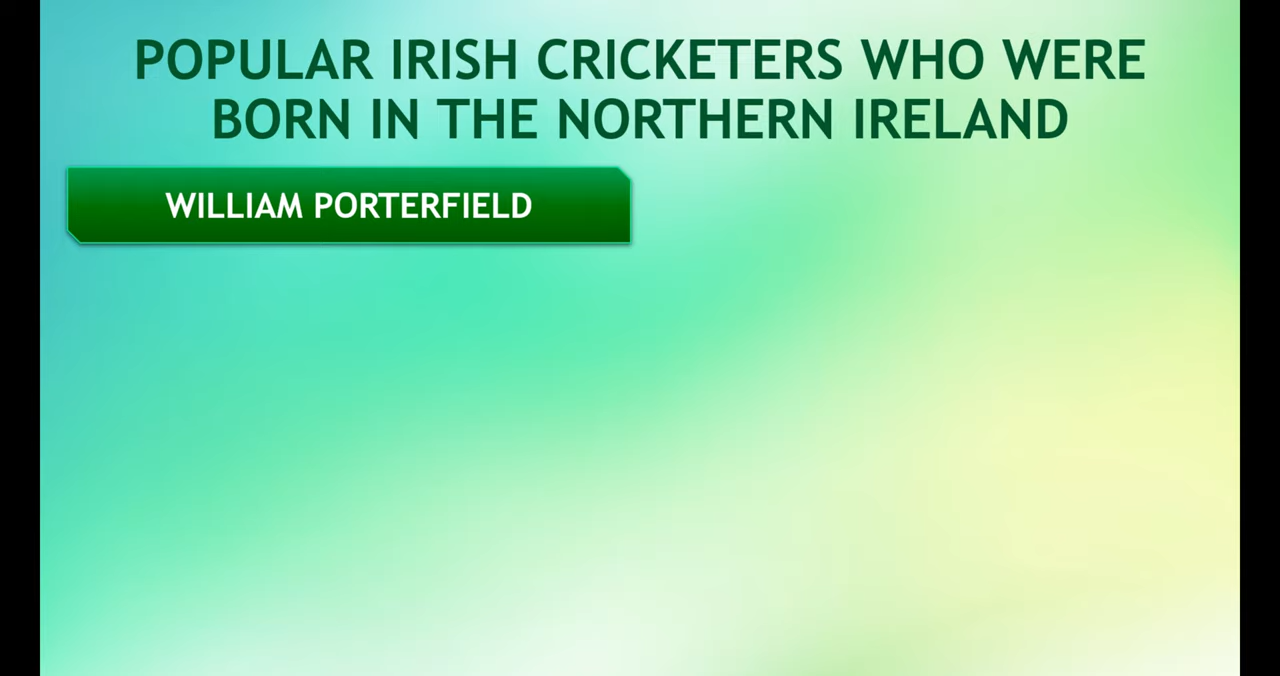 POPULAR IRISH CRICKETERS WHO WERE
BORN IN THE NORTHERN IRELAND
WILLIAM PORTERFIELD